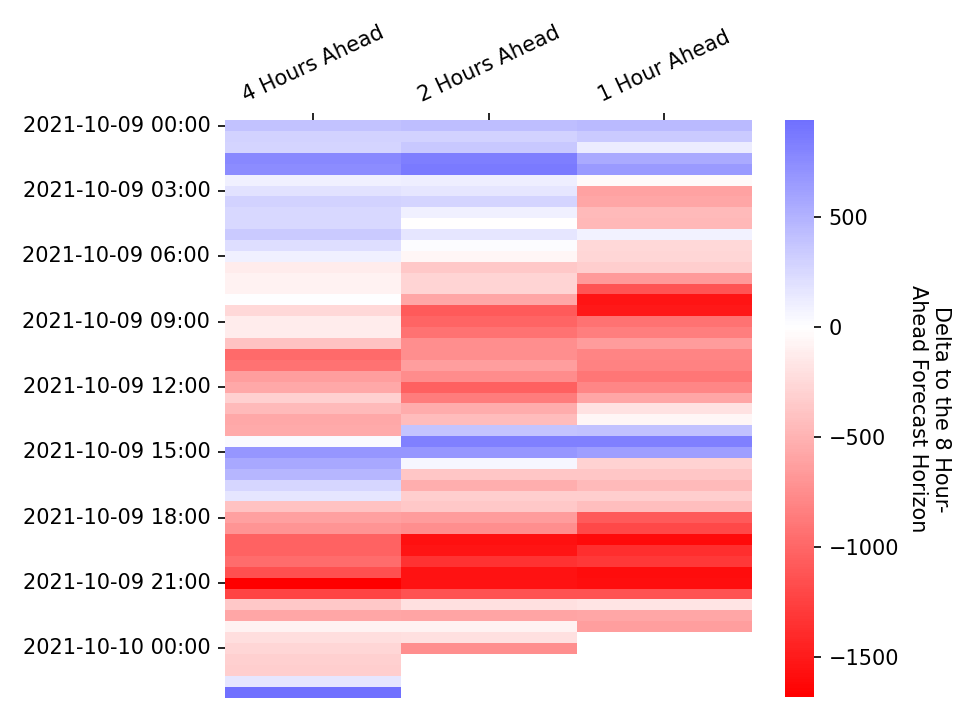 4 Hours Ahead
2 Hours Ahead
1 Hour Ahead
2021-10-09 00:00
2021-10-09 03:00
2021-10-09 06:00
2021-10-09 09:00
2021-10-09 12:00
2021-10-09 15:00
2021-10-09 18:00
2021-10-09 21:00
2021-10-10 00:00
500
0
−500
−1000
−1500
Delta to the 8 Hour-
Ahead Forecast Horizon